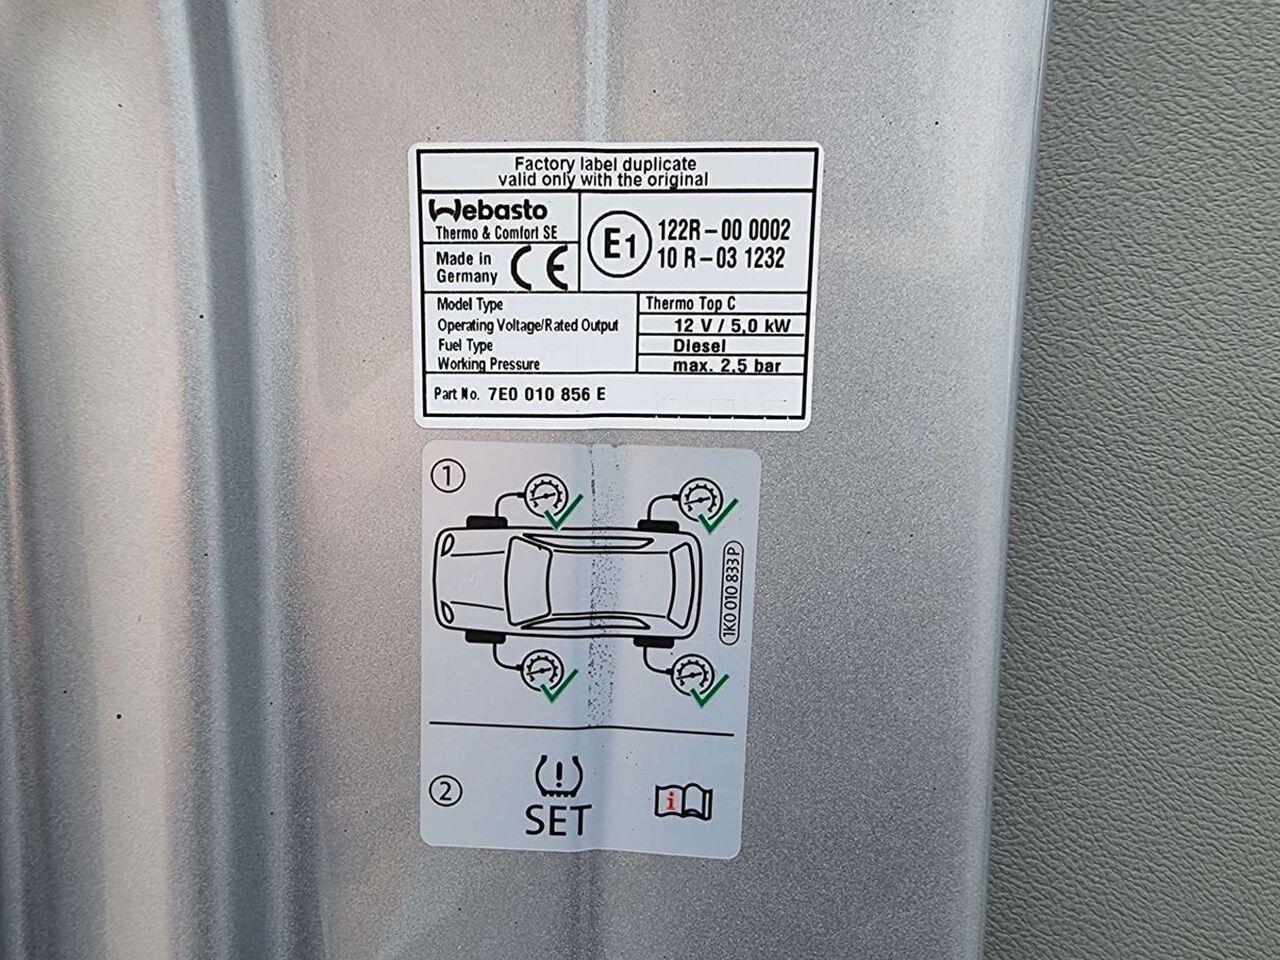 Factory label duplicate
valid only with the original
Webasto
Thermo & Comfort SE
Made in
Germany
CE
E1
122R-00 0002
10 R-03 1232
Model Type
Thermo Top C
Operating Voltage/Rated Output
12 V / 5,0 kW
Fuel Type
Diesel
Working Pressure
max. 2,5 bar
Part No. 7E0 010 856 E
1
1K0 010 833 P
2
SET
i